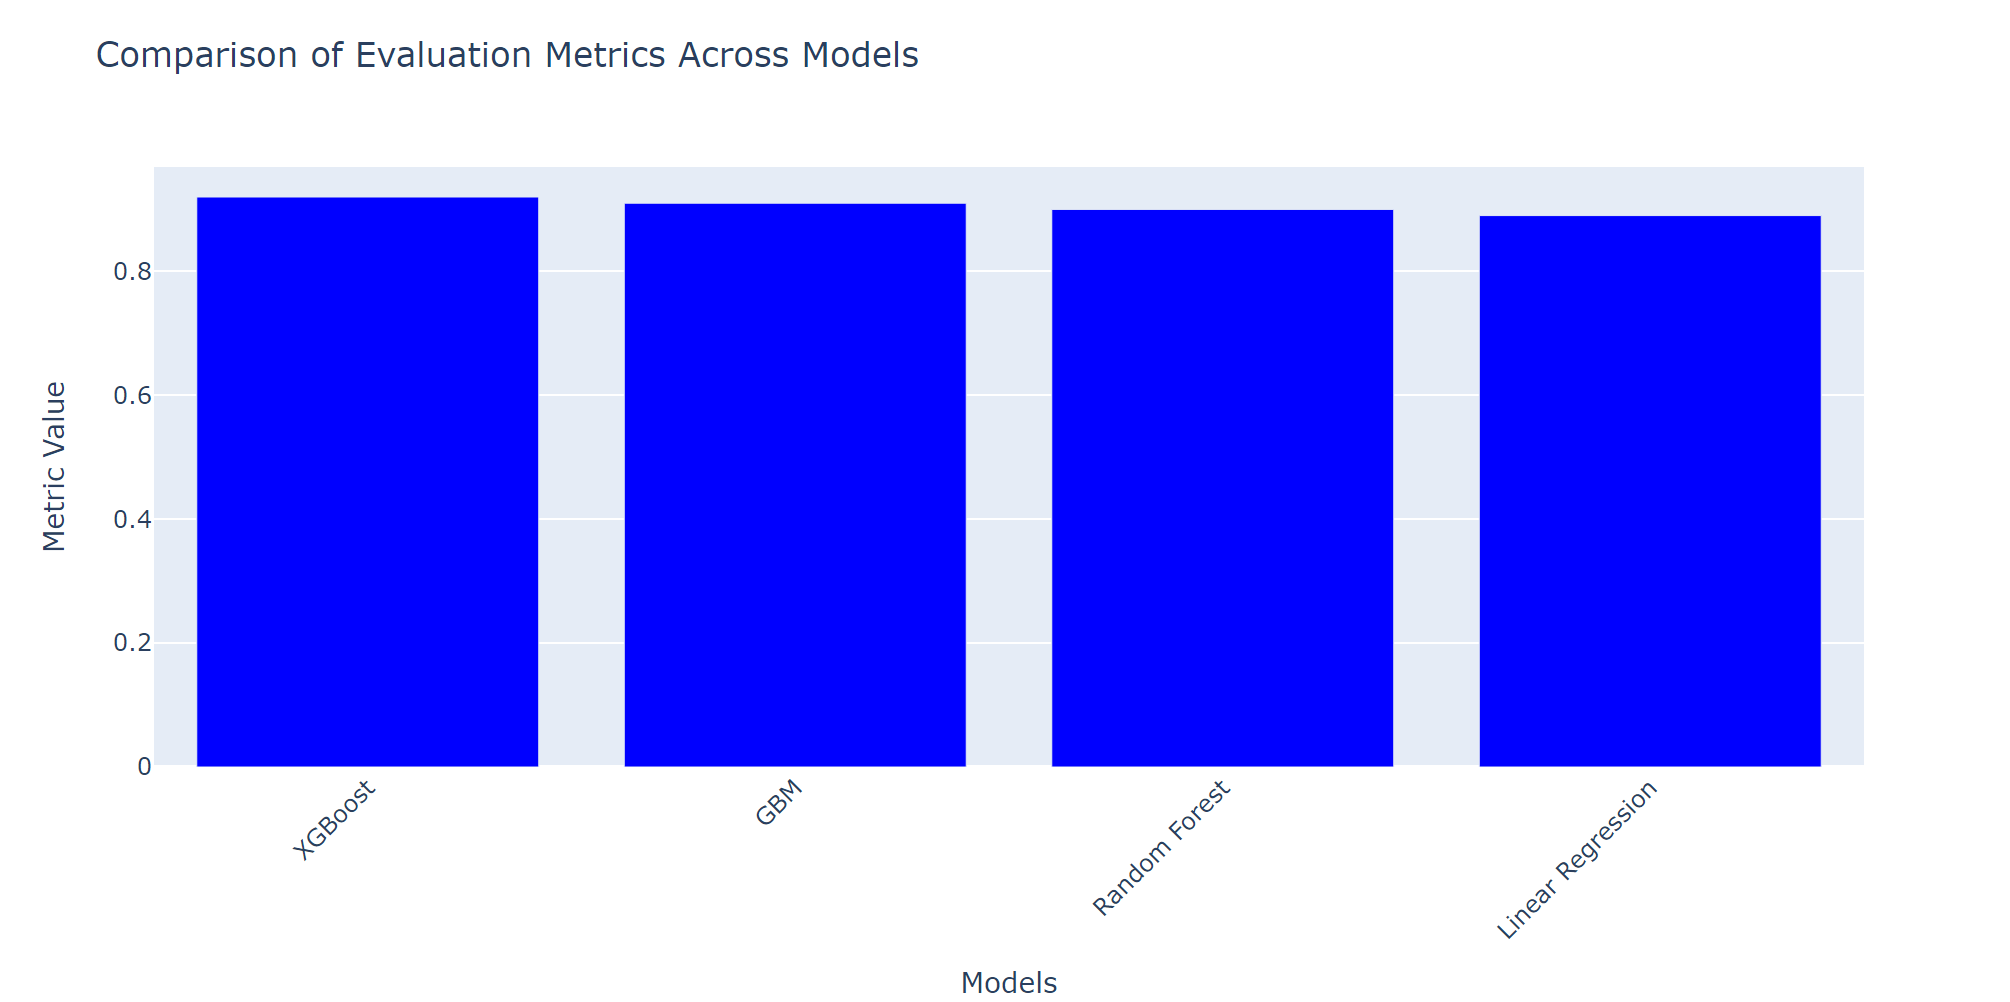 Comparison of Evaluation Metrics Across Models
Metric Value
0.8
0.6
0.4
0.2
0
XGBoost
GBM
Random Forest
Linear Regression
Models